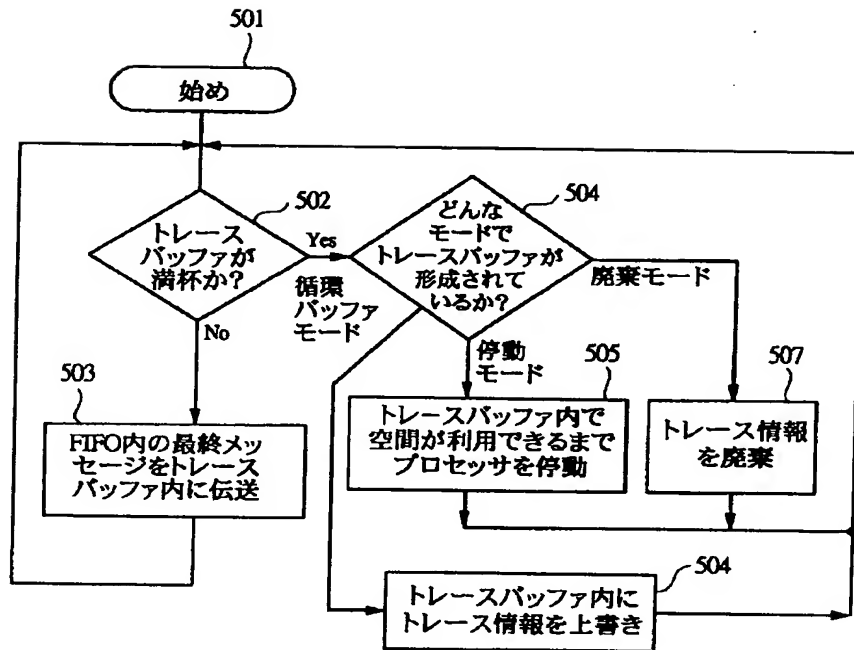 501
始め
502
トレース
バッファが
満杯か?
Yes
No
504
どんな
モードで
トレースバッファが
形成されて
いるか?
循環
バッファ
モード
停動
モード
廃棄モード
503
FIFO内の最終メッ
セージをトレース
バッファ内に伝送
505
トレースバッファ内で
空間が利用できるまで
プロセッサを停動
507
トレース情報
を廃棄
504
トレースバッファ内に
トレース情報を上書き